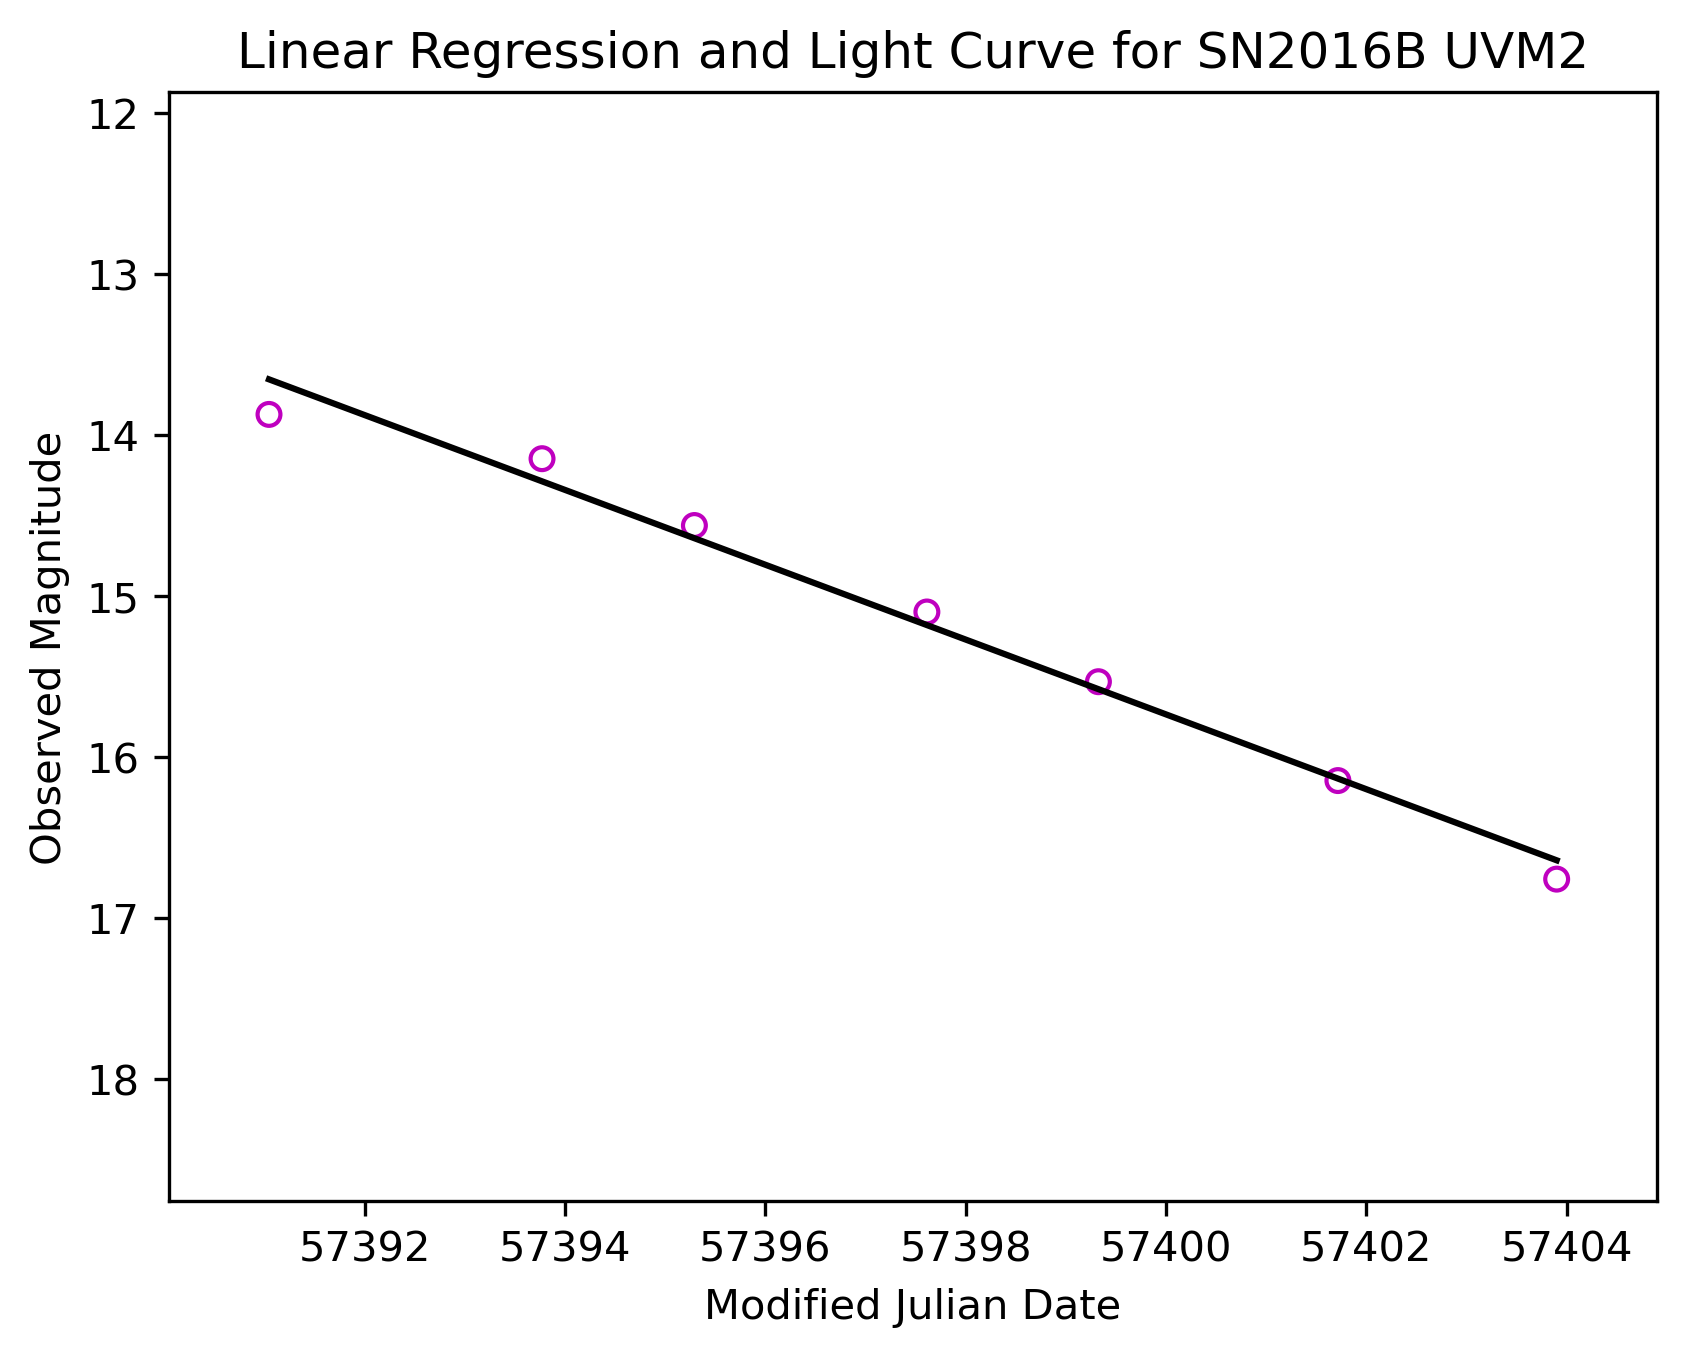 Linear Regression and Light Curve for SN2016B UVM2
12
13
14
15
16
17
18
Observed Magnitude
57392 57394 57396 57398 57400 57402 57404
Modified Julian Date